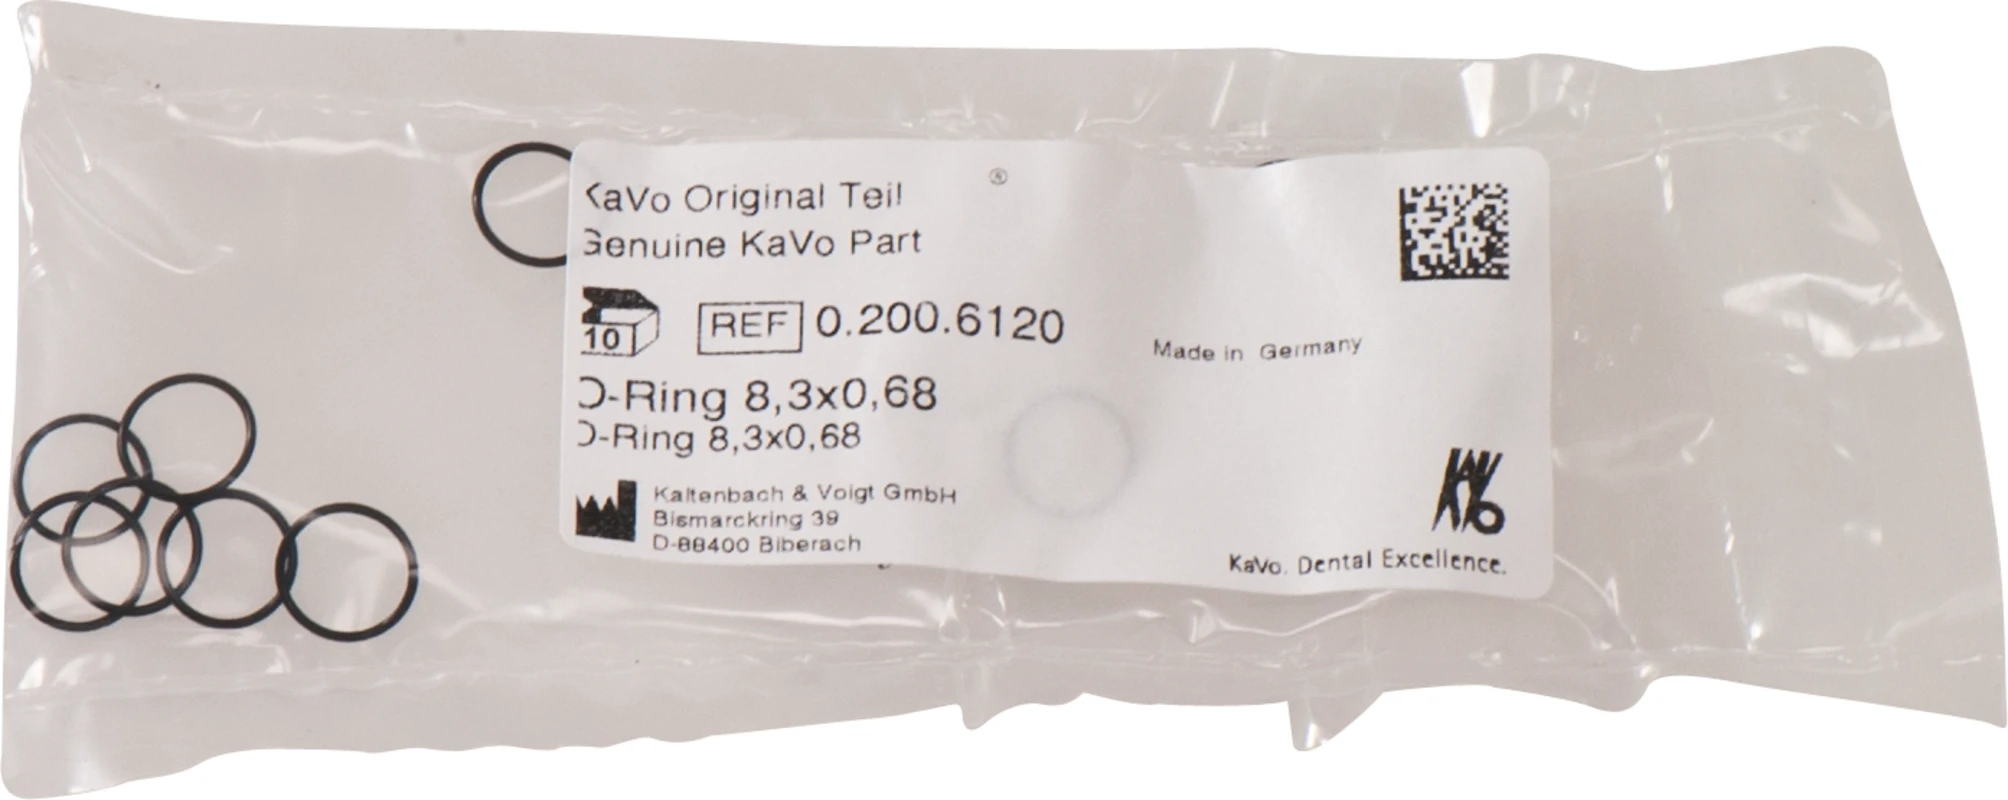 KaVo Original Teil ®
Genuine KaVo Part
10 REF 0.200.6120
Made in Germany
O-Ring 8,3x0,68
O-Ring 8,3x0,68
Kaltenbach & Voigt GmbH
Bismarckring 39
D-88400 Biberach
KaVo
KaVo. Dental Excellence.